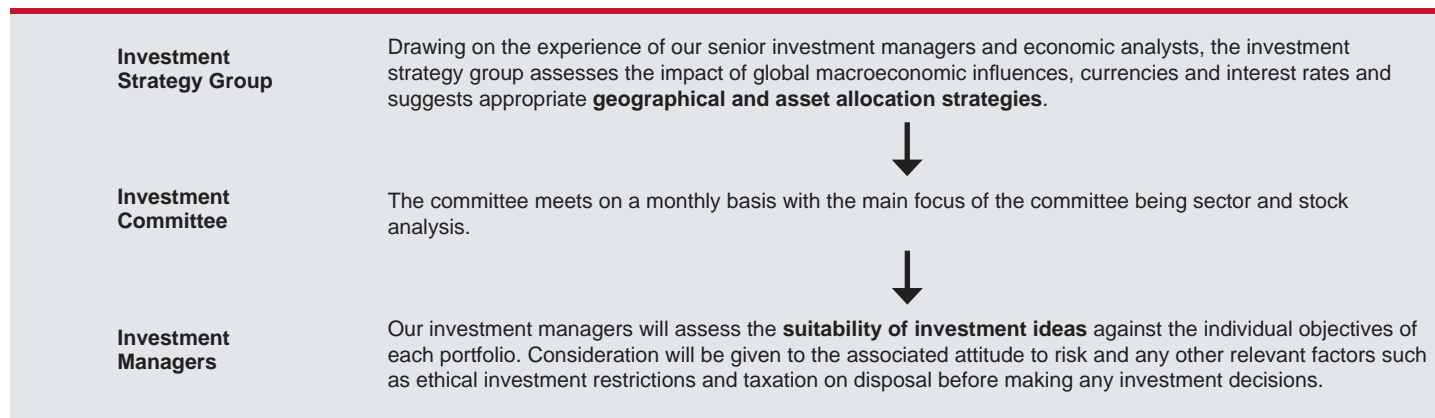 Investment
Strategy Group
Drawing on the experience of our senior investment managers and economic analysts, the investment
strategy group assesses the impact of global macroeconomic influences, currencies and interest rates and
suggests appropriate geographical and asset allocation strategies.
Investment
Committee
The committee meets on a monthly basis with the main focus of the committee being sector and stock
analysis.
Investment
Managers
Our investment managers will assess the suitability of investment ideas against the individual objectives of
each portfolio. Consideration will be given to the associated attitude to risk and any other relevant factors such
as ethical investment restrictions and taxation on disposal before making any investment decisions.